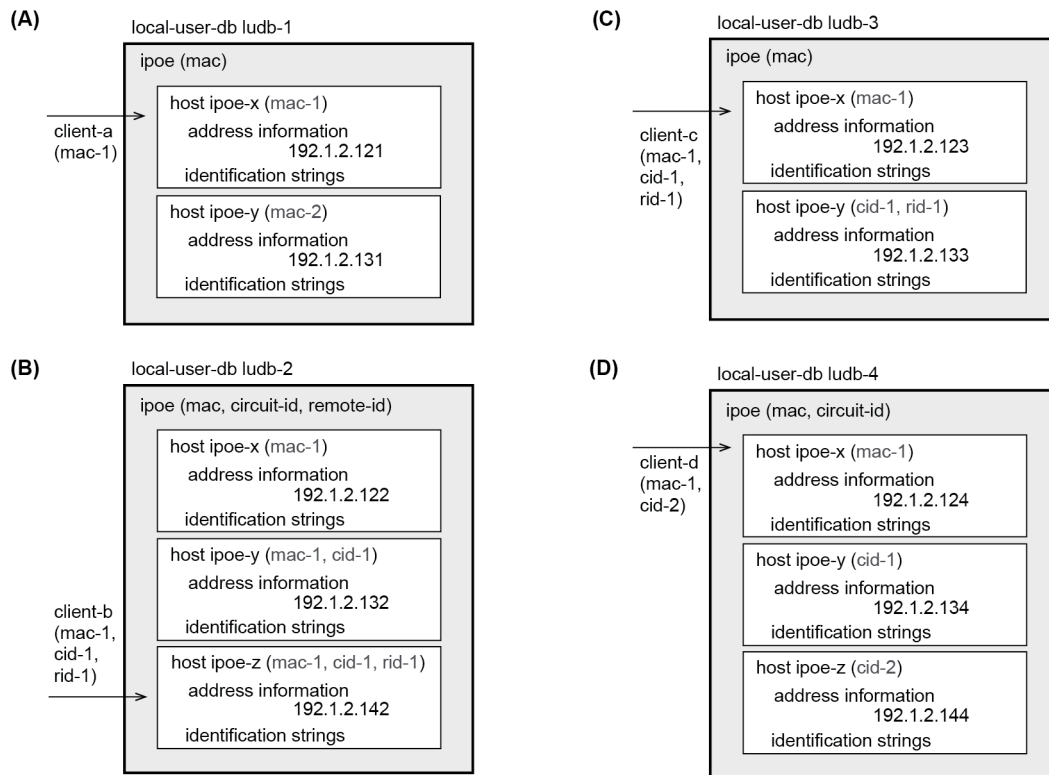 (A)
local-user-db ludb-1
ipoe (mac)
client-a
(mac-1)
host ipoe-x (mac-1)
address information
192.1.2.121
identification strings
host ipoe-y (mac-2)
address information
192.1.2.131
identification strings
(B)
local-user-db ludb-2
ipoe (mac, circuit-id, remote-id)
host ipoe-x (mac-1)
address information
192.1.2.122
identification strings
host ipoe-y (mac-1, cid-1)
address information
192.1.2.132
identification strings
client-b
(mac-1,
cid-1,
rid-1)
host ipoe-z (mac-1, cid-1, rid-1)
address information
192.1.2.142
identification strings
(C)
local-user-db ludb-3
ipoe (mac)
client-c
(mac-1,
cid-1,
rid-1)
host ipoe-x (mac-1)
address information
192.1.2.123
identification strings
host ipoe-y (cid-1, rid-1)
address information
192.1.2.133
identification strings
(D)
local-user-db ludb-4
ipoe (mac, circuit-id)
client-d
(mac-1,
cid-2)
host ipoe-x (mac-1)
address information
192.1.2.124
identification strings
host ipoe-y (cid-1)
address information
192.1.2.134
identification strings
host ipoe-z (cid-2)
address information
192.1.2.144
identification strings